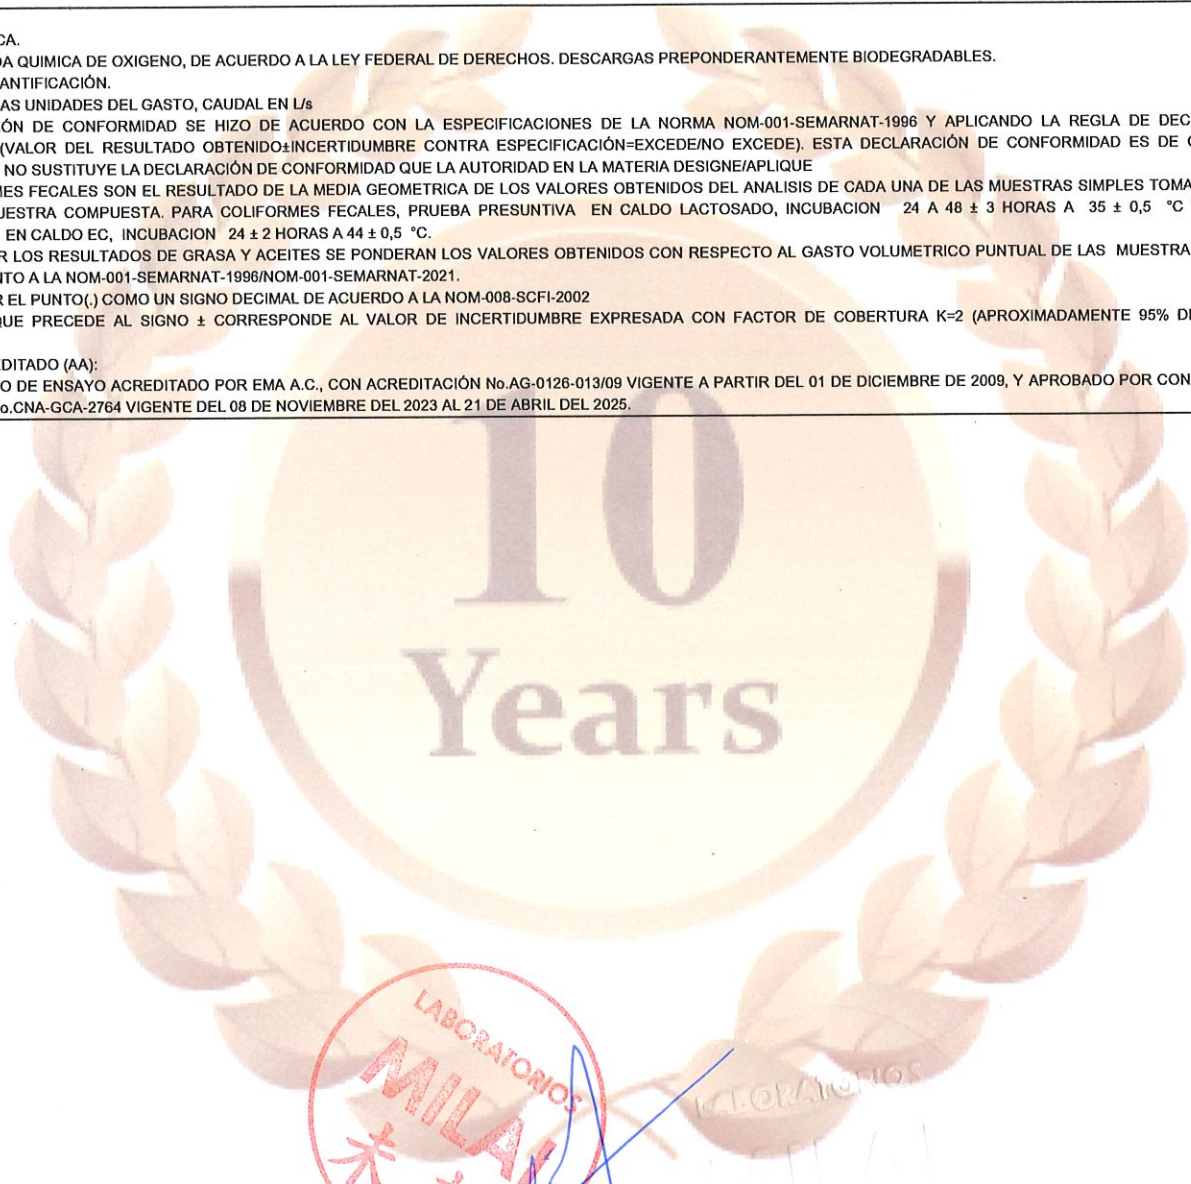 CA.
DA QUIMICA DE OXIGENO, DE ACUERDO A LA LEY FEDERAL DE DERECHOS. DESCARGAS PREPONDERANTEMENTE BIODEGRADABLES.
ANTIFICACIÓN.
AS UNIDADES DEL GASTO, CAUDAL EN L/s
ÓN DE CONFORMIDAD SE HIZO DE ACUERDO CON LA ESPECIFICACIONES DE LA NORMA NOM-001-SEMARNAT-1996 Y APLICANDO LA REGLA DE DEC
(VALOR DEL RESULTADO OBTENIDO±INCERTIDUMBRE CONTRA ESPECIFICACIÓN=EXCEDE/NO EXCEDE). ESTA DECLARACIÓN DE CONFORMIDAD ES DE
NO SUSTITUYE LA DECLARACIÓN DE CONFORMIDAD QUE LA AUTORIDAD EN LA MATERIA DESIGNE/APLIQUE
MES FECALES SON EL RESULTADO DE LA MEDIA GEOMETRICA DE LOS VALORES OBTENIDOS DEL ANALISIS DE CADA UNA DE LAS MUESTRAS SIMPLES TOMA
UESTRA COMPUESTA. PARA COLIFORMES FECALES, PRUEBA PRESUNTIVA EN CALDO LACTOSADO, INCUBACION 24 A 48 ± 3 HORAS A 35 ± 0,5 °C
EN CALDO EC, INCUBACION 24 ± 2 HORAS A 44 ± 0,5 °C.
R LOS RESULTADOS DE GRASA Y ACEITES SE PONDERAN LOS VALORES OBTENIDOS CON RESPECTO AL GASTO VOLUMETRICO PUNTUAL DE LAS MUESTRA
NTO A LA NOM-001-SEMARNAT-1996/NOM-001-SEMARNAT-2021.
R EL PUNTO(.) COMO UN SIGNO DECIMAL DE ACUERDO A LA NOM-008-SCFI-2002
QUE PRECEDE AL SIGNO ± CORRESPONDE AL VALOR DE INCERTIDUMBRE EXPRESADA CON FACTOR DE COBERTURA K=2 (APROXIMADAMENTE 95% DE
EDITADO (AA):
O DE ENSAYO ACREDITADO POR EMA A.C., CON ACREDITACIÓN No.AG-0126-013/09 VIGENTE A PARTIR DEL 01 DE DICIEMBRE DE 2009, Y APROBADO POR CON
o.CNA-GCA-2764 VIGENTE DEL 08 DE NOVIEMBRE DEL 2023 AL 21 DE ABRIL DEL 2025.
10
Years
LABORATORIOS
MILAI
LABORATORIOS